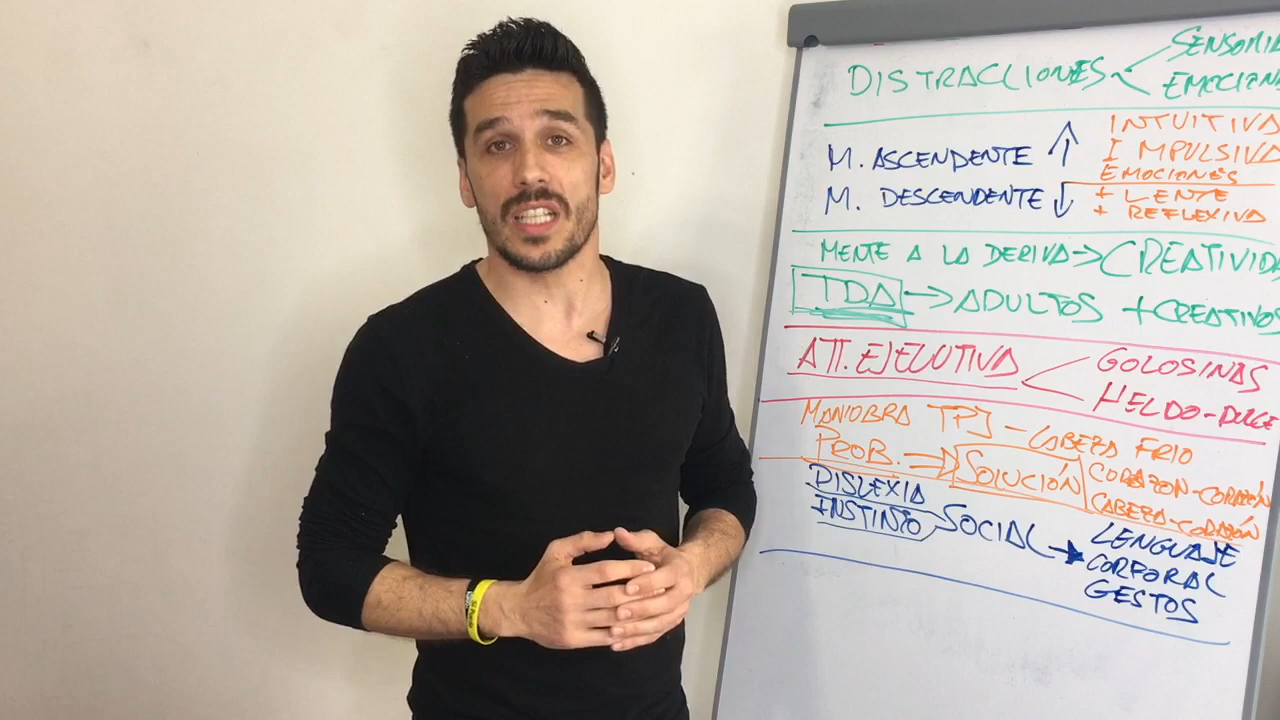 DISTRACCIONES < SENSORIA
EMOCIONA
M. ASCENDENTE ↑ INTUITIVA
IMPULSIVA
EMOCIONES
M. DESCENDENTE ↓ + LENTE
+ REFLEXIVA
MENTE A LA DERIVA → CREATIVID
TDA → ADULTOS + CREATIVOS
ATT. EJECUTIVA < GOLOSINAS
HELDO-DULCE
MANIOBRA TPJ - CABEZA FRIO
PROB. ⇒ SOLUCIÓN CORAZON-CORAZÓN
CABEZA-CORAZÓN
DISLEXIA
INSTINTO SOCIAL → LENGUAJE
CORPORAL
GESTOS